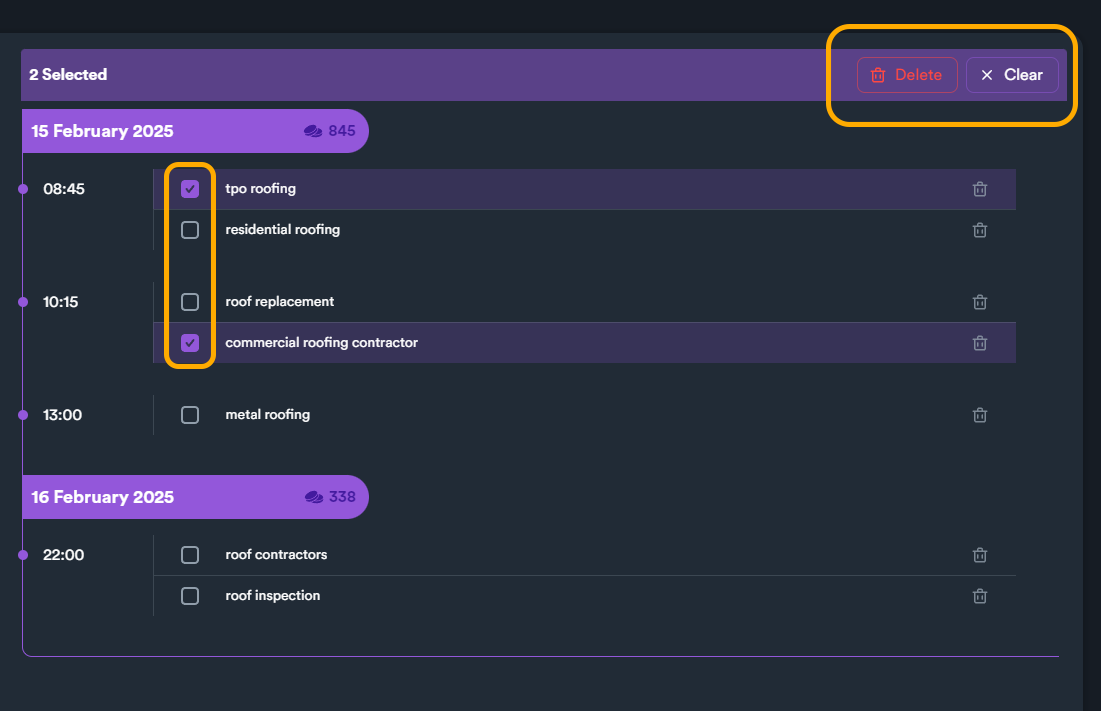 2 Selected Delete Clear
15 February 2025 845
08:45 tpo roofing
residential roofing
10:15 roof replacement
commercial roofing contractor
13:00 metal roofing
16 February 2025 338
22:00 roof contractors
roof inspection